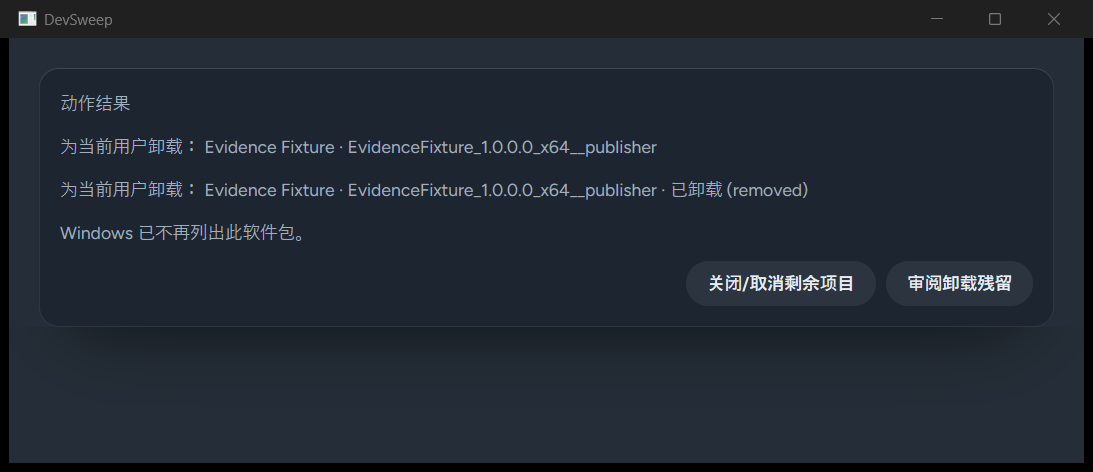 DevSweep
动作结果
为当前用户卸载： Evidence Fixture · EvidenceFixture_1.0.0.0_x64__publisher
为当前用户卸载： Evidence Fixture · EvidenceFixture_1.0.0.0_x64__publisher · 已卸载 (removed)
Windows 已不再列出此软件包。
关闭/取消剩余项目 审阅卸载残留